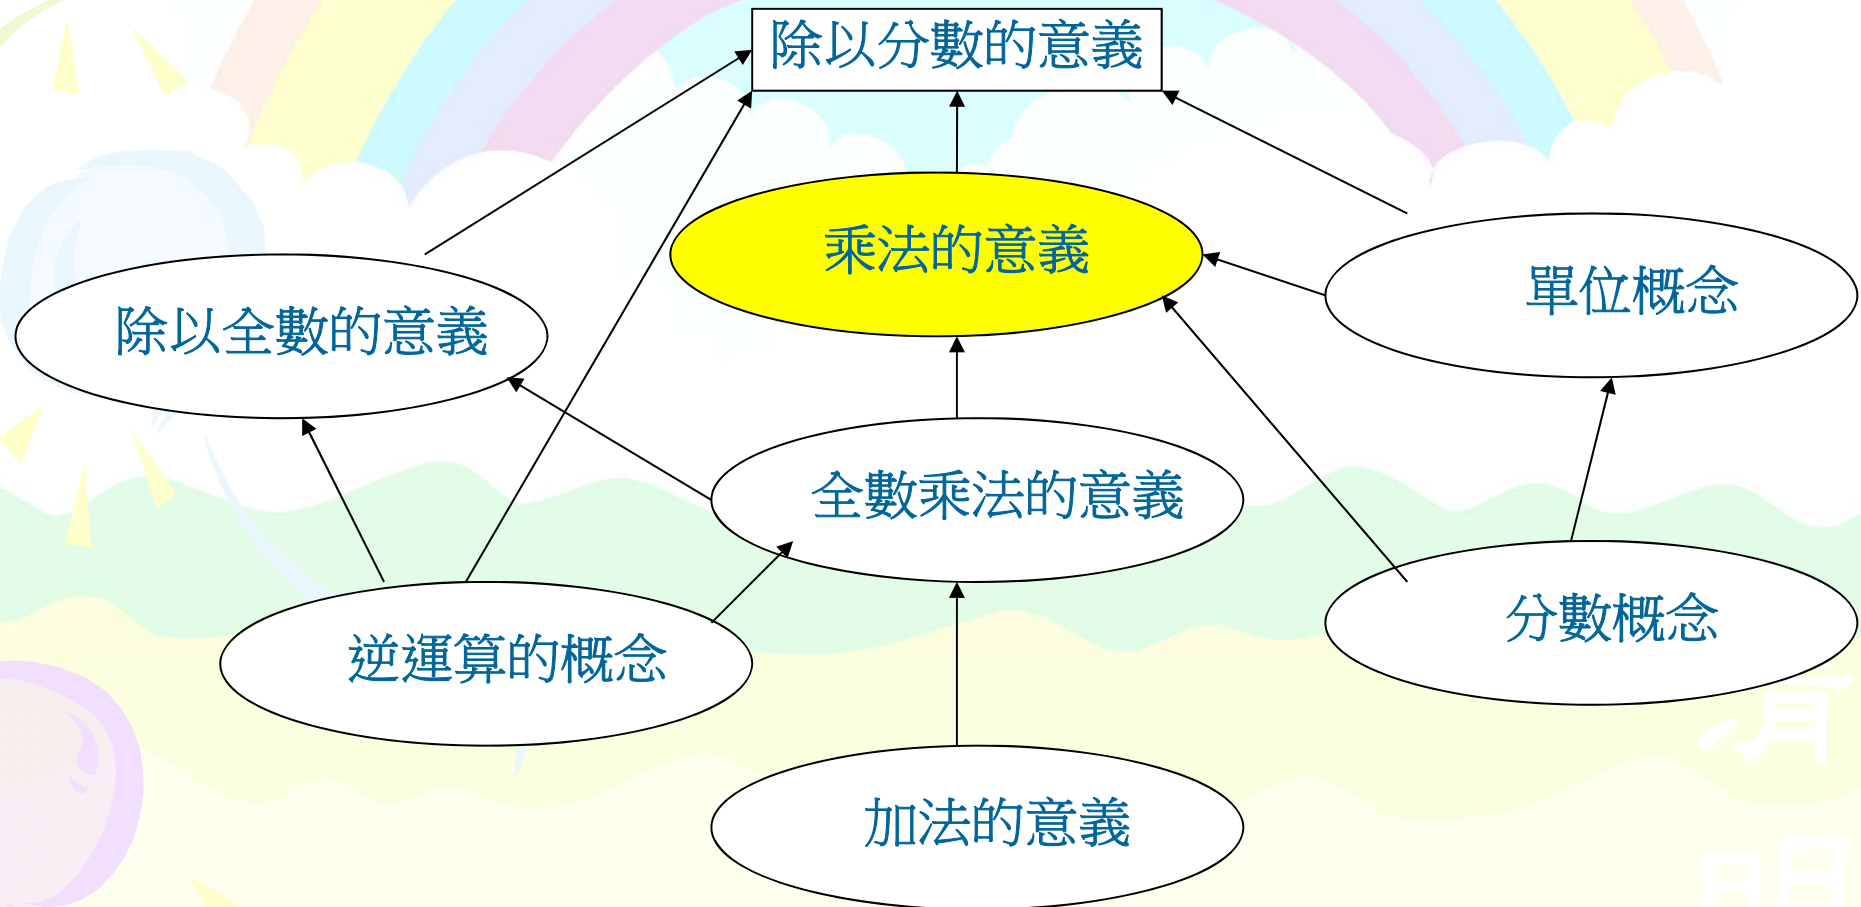 除以分數的意義
乘法的意義
單位概念
除以全數的意義
全數乘法的意義
分數概念
逆運算的概念
加法的意義
明